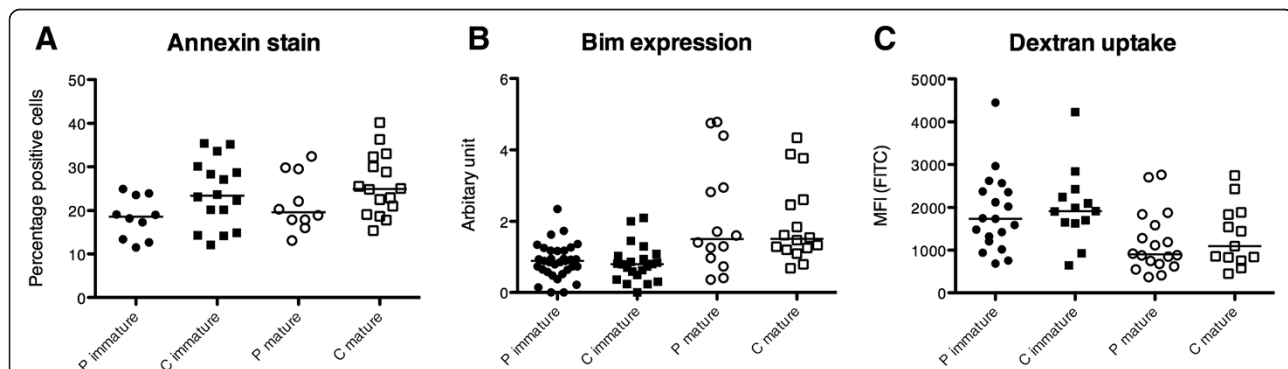 A Annexin stain
Percentage positive cells
50
40
30
20
10
0
P immature
C immature
P mature
C mature
B Bim expression
Arbitary unit
6
4
2
0
P immature
C immature
P mature
C mature
C Dextran uptake
MFI (FITC)
5000
4000
3000
2000
1000
0
P immature
C immature
P mature
C mature